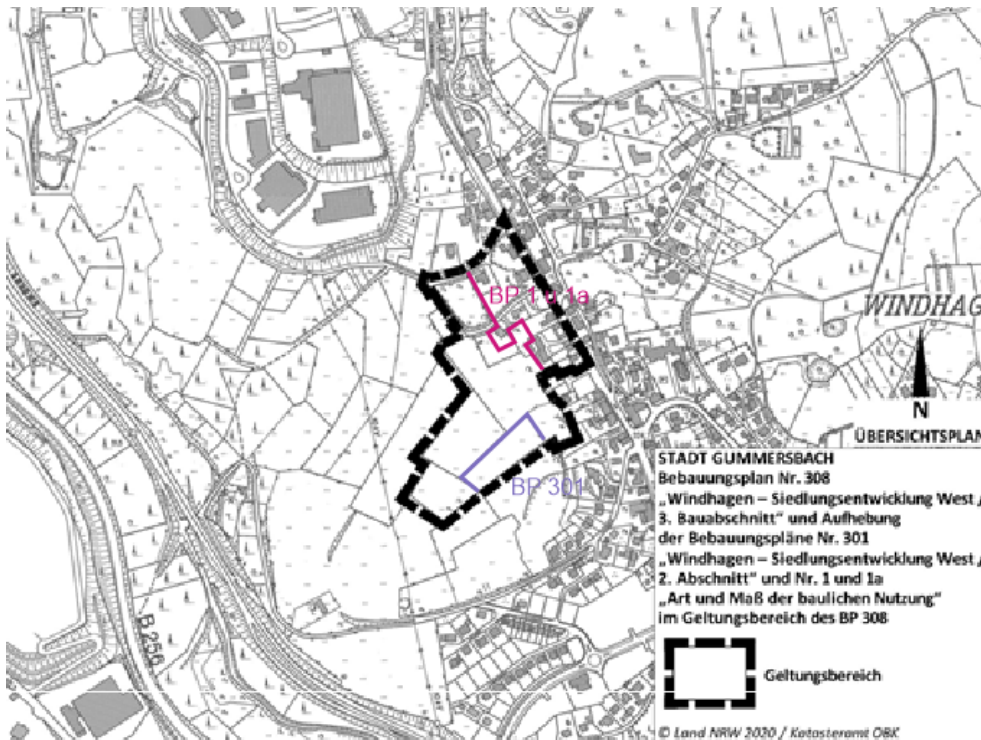 BP 1 u 1a
WINDHAG
N
ÜBERSICHTSPLAN
BP 301
STADT GUMMERSBACH
Bebauungsplan Nr. 308
„Windhagen – Siedlungsentwicklung West /
3. Bauabschnitt“ und Aufhebung
der Bebauungspläne Nr. 301
„Windhagen – Siedlungsentwicklung West /
2. Abschnitt“ und Nr. 1 und 1a
„Art und Maß der baulichen Nutzung“
im Geltungsbereich des BP 308
B 256
Geltungsbereich
© Land NRW 2020 / Katasteramt OBK